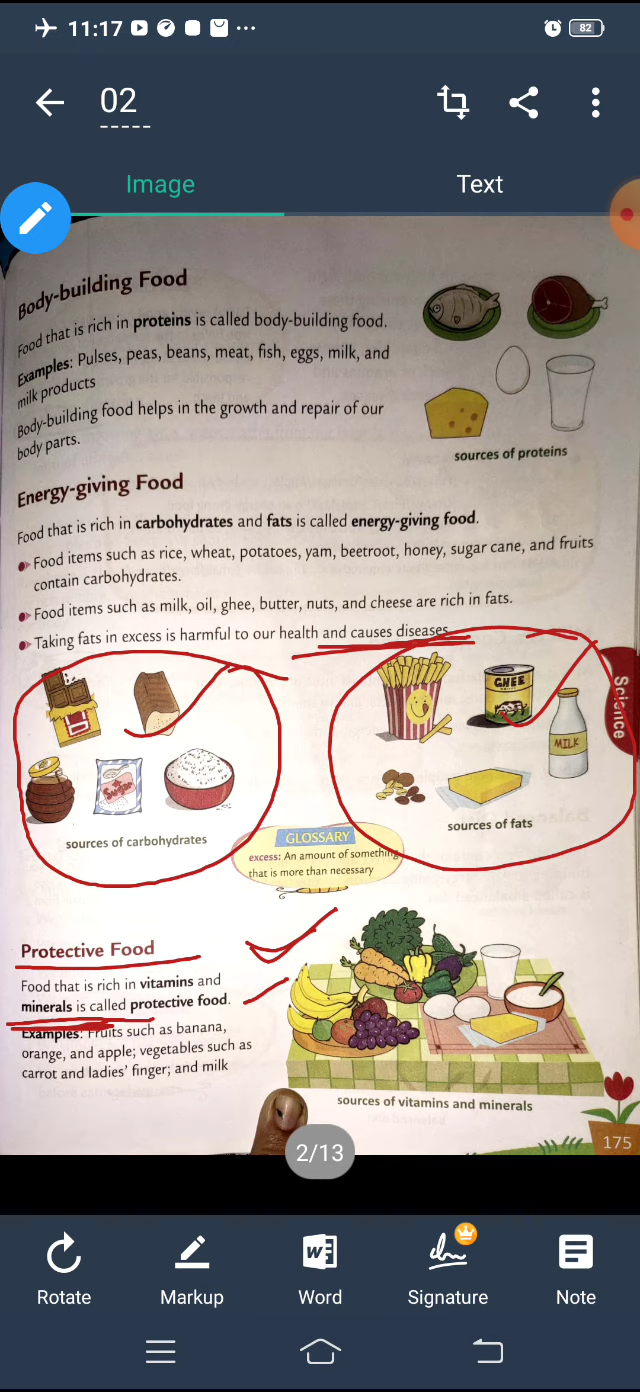 11:17
82
02
Image
Text
Body-building Food
Food that is rich in proteins is called body-building food.
Examples: Pulses, peas, beans, meat, fish, eggs, milk, and
milk products
Body-building food helps in the growth and repair of our
body parts.
sources of proteins
Energy-giving Food
Food that is rich in carbohydrates and fats is called energy-giving food.
Food items such as rice, wheat, potatoes, yam, beetroot, honey, sugar cane, and fruits
contain carbohydrates.
Food items such as milk, oil, ghee, butter, nuts, and cheese are rich in fats.
Taking fats in excess is harmful to our health and causes diseases
GHEE
MILK
Science
sources of carbohydrates
sources of fats
GLOSSARY
excess: An amount of something
that is more than necessary
Protective Food
Food that is rich in vitamins and
minerals is called protective food.
Examples: Fruits such as banana,
orange, and apple; vegetables such as
carrot and ladies' finger; and milk
sources of vitamins and minerals
175
2/13
Rotate
Markup
Word
Signature
Note